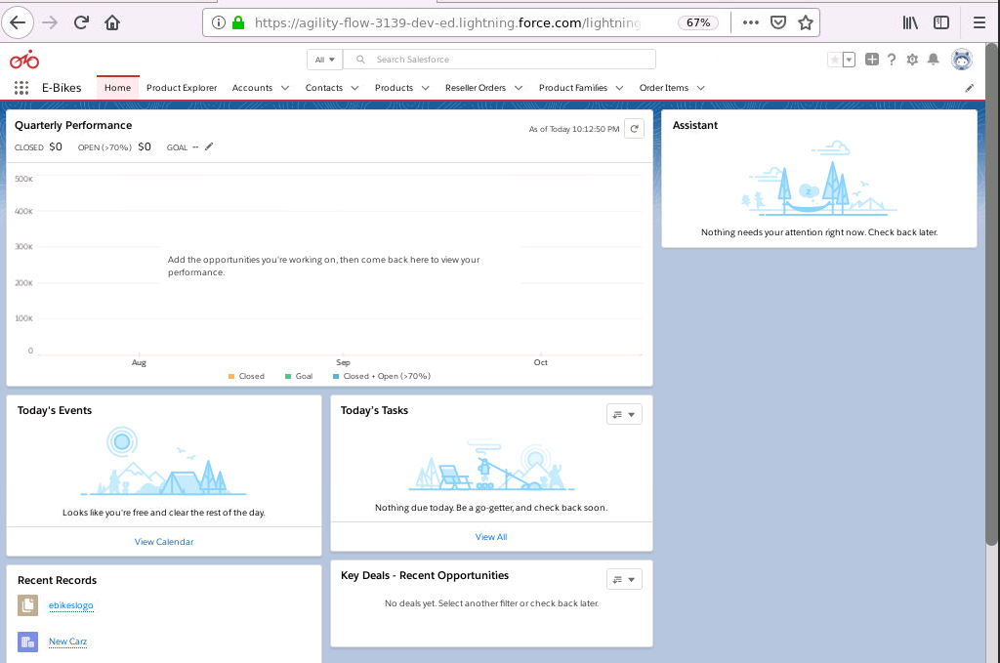 https://agility-flow-3139-dev-ed.lightning.force.com/lightning
67%
All
Search Salesforce
E-Bikes
Home
Product Explorer
Accounts
Contacts
Products
Reseller Orders
Product Families
Order Items
Quarterly Performance
As of Today 10:12:50 PM
CLOSED $0 OPEN (>70%) $0 GOAL --
500K
400K
300K
200K
100K
0
Add the opportunities you're working on, then come back here to view your
performance.
Aug
Sep
Oct
Closed
Goal
Closed + Open (>70%)
Assistant
Nothing needs your attention right now. Check back later.
Today's Events
Looks like you're free and clear the rest of the day.
View Calendar
Today's Tasks
Nothing due today. Be a go-getter, and check back soon.
View All
Recent Records
ebikeslogo
New Carz
Key Deals - Recent Opportunities
No deals yet. Select another filter or check back later.